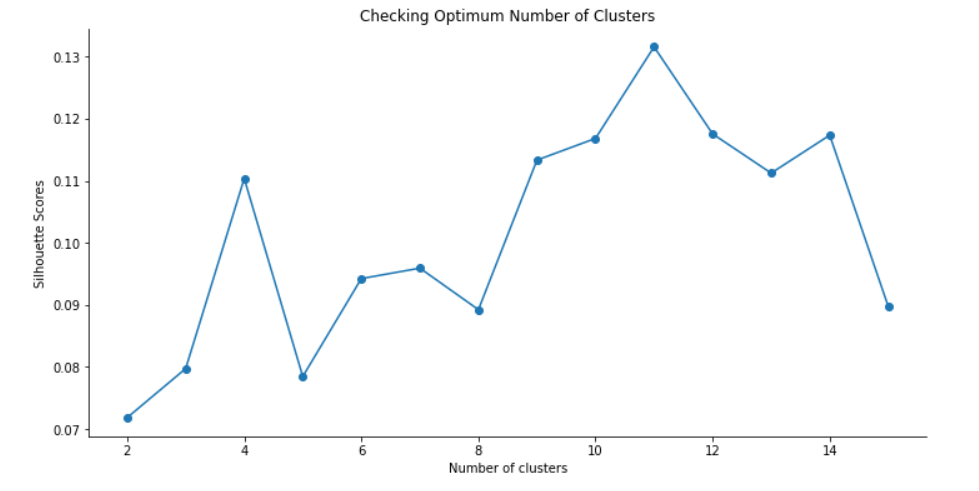 Checking Optimum Number of Clusters
0.13
0.12
0.11
0.10
0.09
0.08
0.07
Silhouette Scores
2 4 6 8 10 12 14
Number of clusters